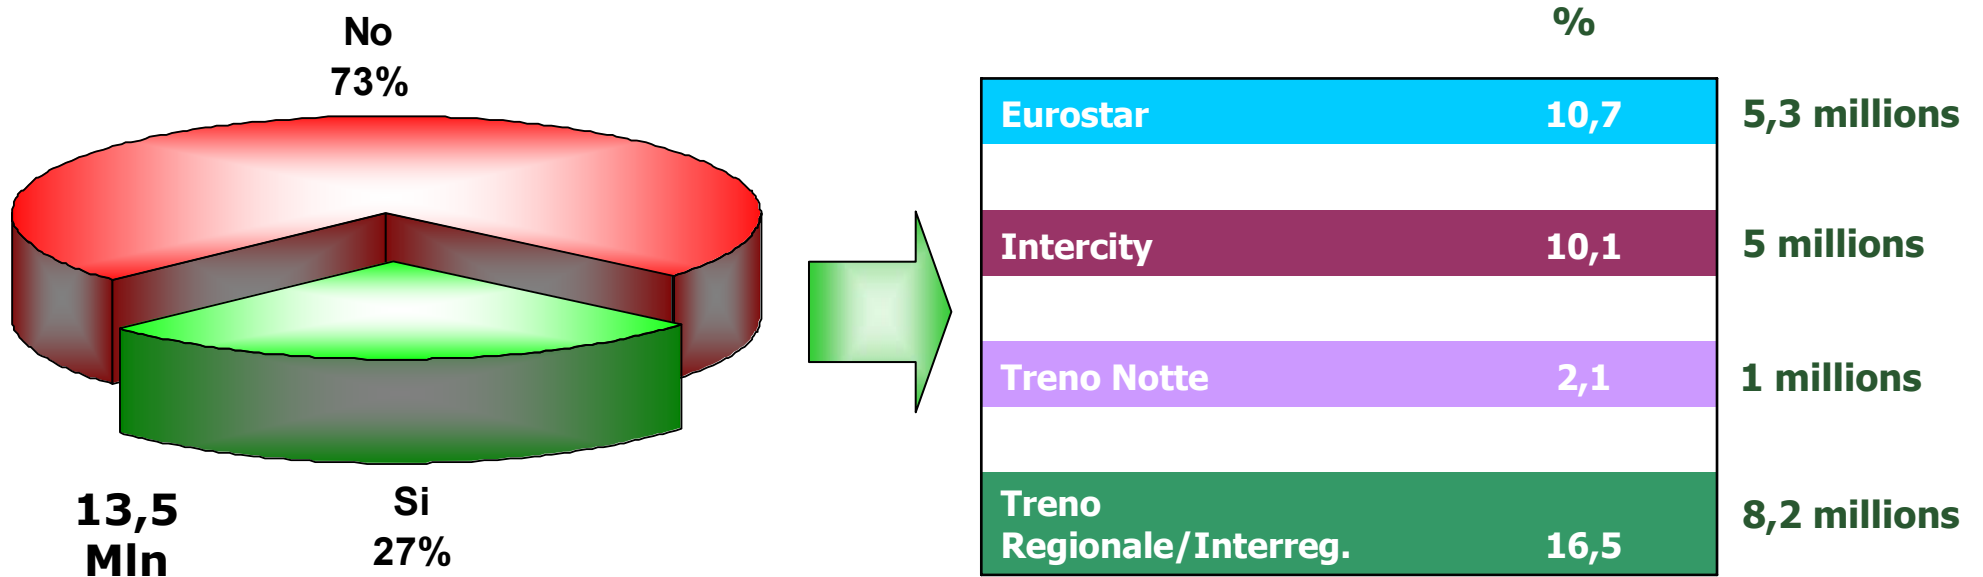 No
73%
13,5
Mln
Si
27%
%
Eurostar 10,7 5,3 millions
Intercity 10,1 5 millions
Treno Notte 2,1 1 millions
Treno
Regionale/Interreg. 16,5 8,2 millions